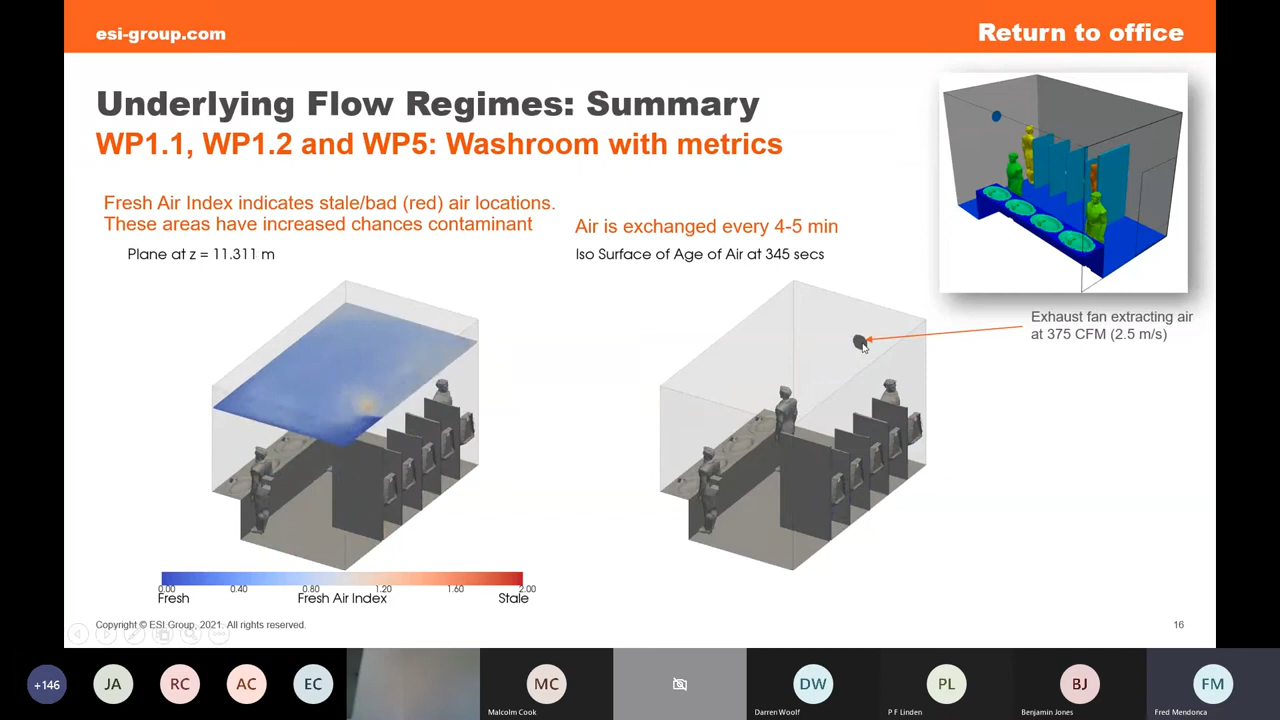 esi-group.com
Return to office
Underlying Flow Regimes: Summary
WP1.1, WP1.2 and WP5: Washroom with metrics
Fresh Air Index indicates stale/bad (red) air locations.
These areas have increased chances contaminant
Plane at z = 11.311 m
Air is exchanged every 4-5 min
Iso Surface of Age of Air at 345 secs
Exhaust fan extracting air
at 375 CFM (2.5 m/s)
0.00 0.40 0.80 1.20 1.60 2.00
Fresh Fresh Air Index Stale
Copyright © ESI Group, 2021. All rights reserved.
16
+146 JA RC AC EC MC DW PL BJ FM
Malcolm Cook Darren Woolf P F Linden Benjamin Jones Fred Mendonca